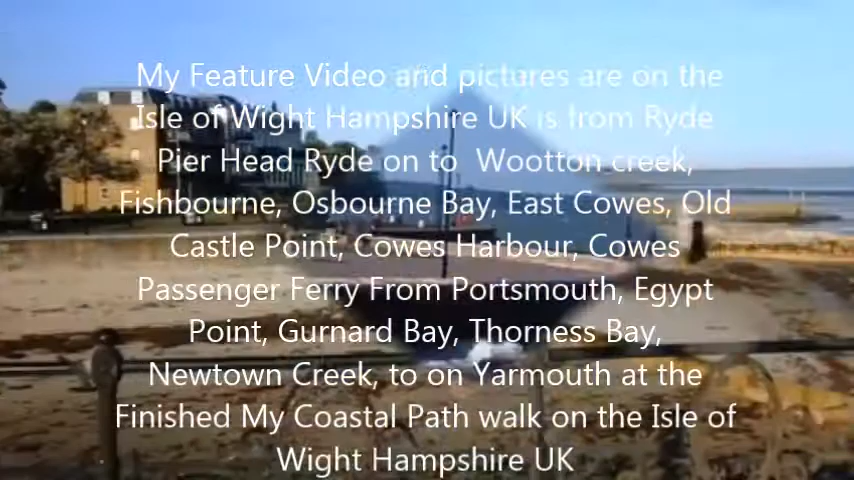 My Feature Video and pictures are on the
Isle of Wight Hampshire UK is from Ryde
Pier Head Ryde on to Wootton creek,
Fishbourne, Osbourne Bay, East Cowes, Old
Castle Point, Cowes Harbour, Cowes
Passenger Ferry From Portsmouth, Egypt
Point, Gurnard Bay, Thorness Bay,
Newtown Creek, to on Yarmouth at the
Finished My Coastal Path walk on the Isle of
Wight Hampshire UK